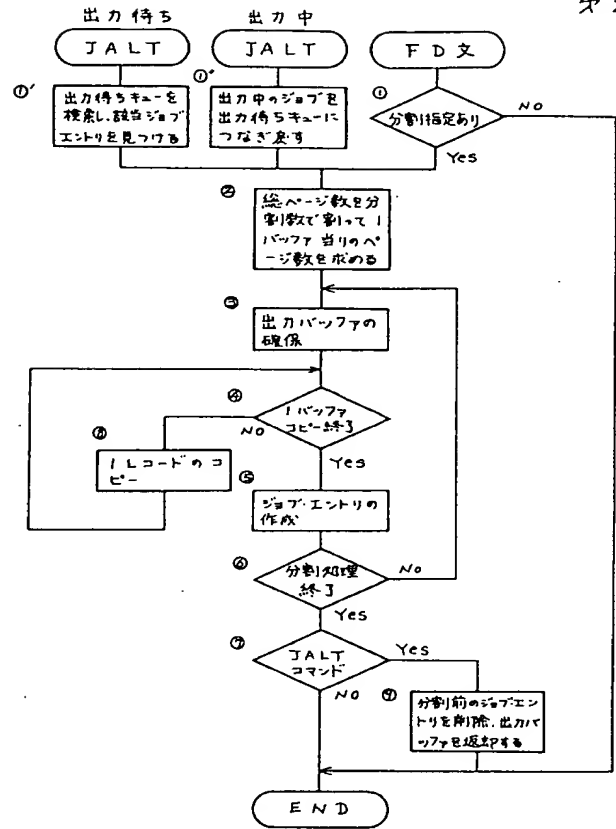 第2
出力待ち
出力中
JALT
JALT
FD文
①'
出力待ちキューを
検索し、該当ジョブ
エントリを見つける
①"
出力中のジョブを
出力待ちキューに
つなぎ戻す
①
分割指定あり
NO
Yes
②
総ページ数を分
割数で割って1
バッファ当りのペ
ージ数を求める
③
出力バッファの
確保
④
1バッファ
コピー終了
NO
Yes
⑧
1レコードのコ
ピー
⑤
ジョブ・エントリの
作成
⑥
分割処理
終了
NO
Yes
⑦
JALT
コマンド
Yes
NO
⑨
分割前のジョブ・エン
トリを削除、出力バ
ッファを返却する
END